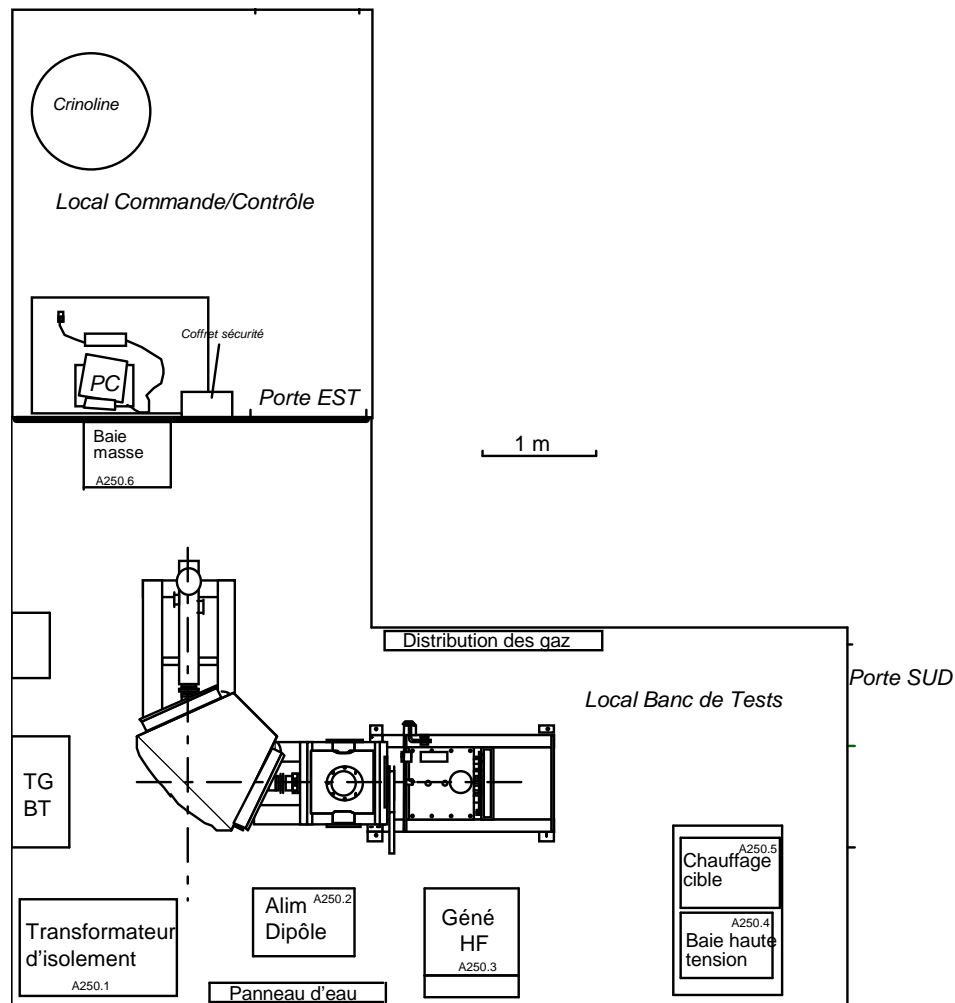 Crinoline
Local Commande/Contrôle
Coffret sécurité
PC
Porte EST
Baie
masse
A250.6
1 m
Distribution des gaz
Porte SUD
Local Banc de Tests
TG
BT
A250.5
Chauffage
cible
Alim A250.2
Dipôle
Géné
HF
A250.3
A250.4
Baie haute
tension
Transformateur
d'isolement
A250.1
Panneau d'eau